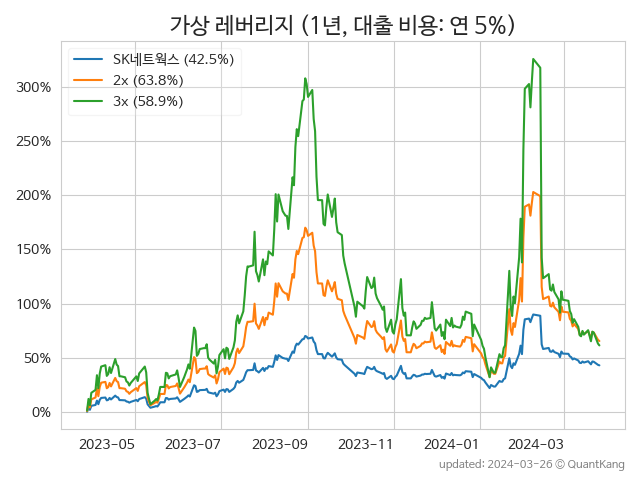 가상 레버리지 (1년, 대출 비용: 연 5%)
SK네트웍스 (42.5%)
2x (63.8%)
3x (58.9%)
300%
250%
200%
150%
100%
50%
0%
2023-05 2023-07 2023-09 2023-11 2024-01 2024-03
updated: 2024-03-26 © QuantKang